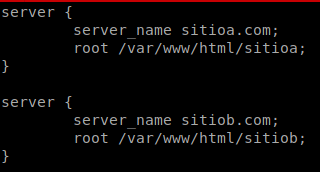 server {
        server_name sitioa.com;
        root /var/www/html/sitioa;
}

server {
        server_name sitiob.com;
        root /var/www/html/sitiob;
}